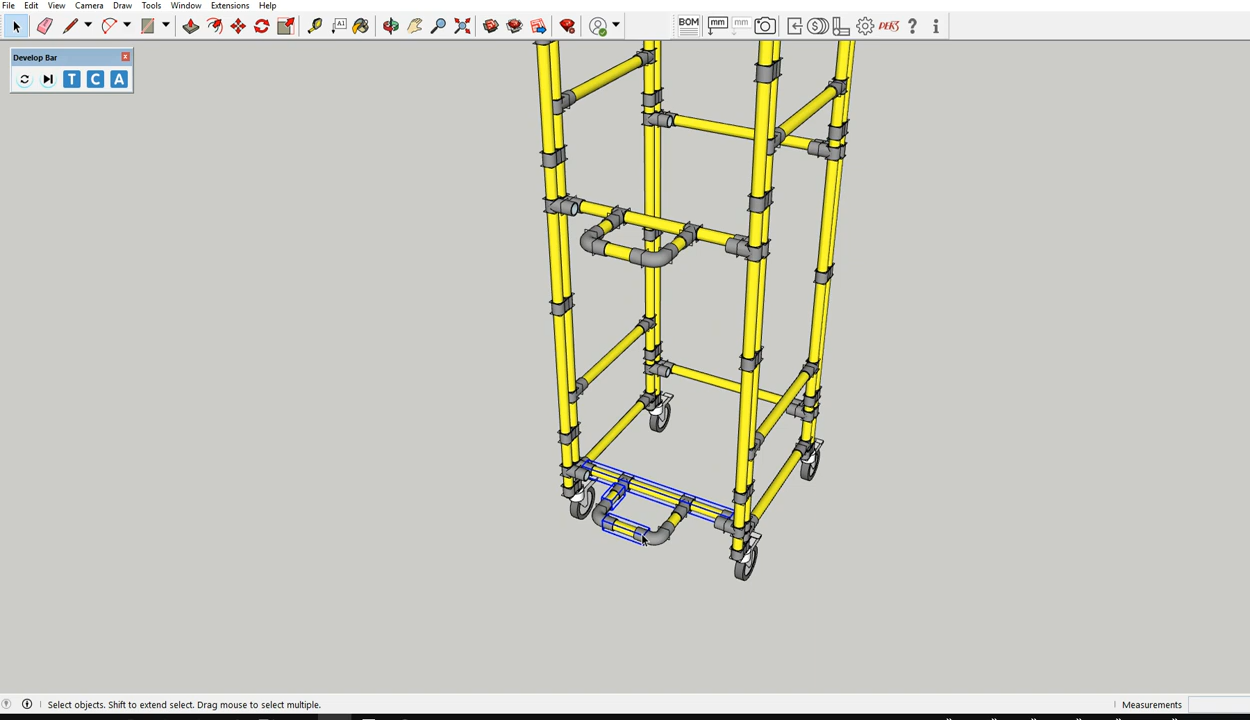 File Edit View Camera Draw Tools Window Extensions Help
A1
BOM
mm
mm
Develop Bar
T C A
Select objects. Shift to extend select. Drag mouse to select multiple.
Measurements